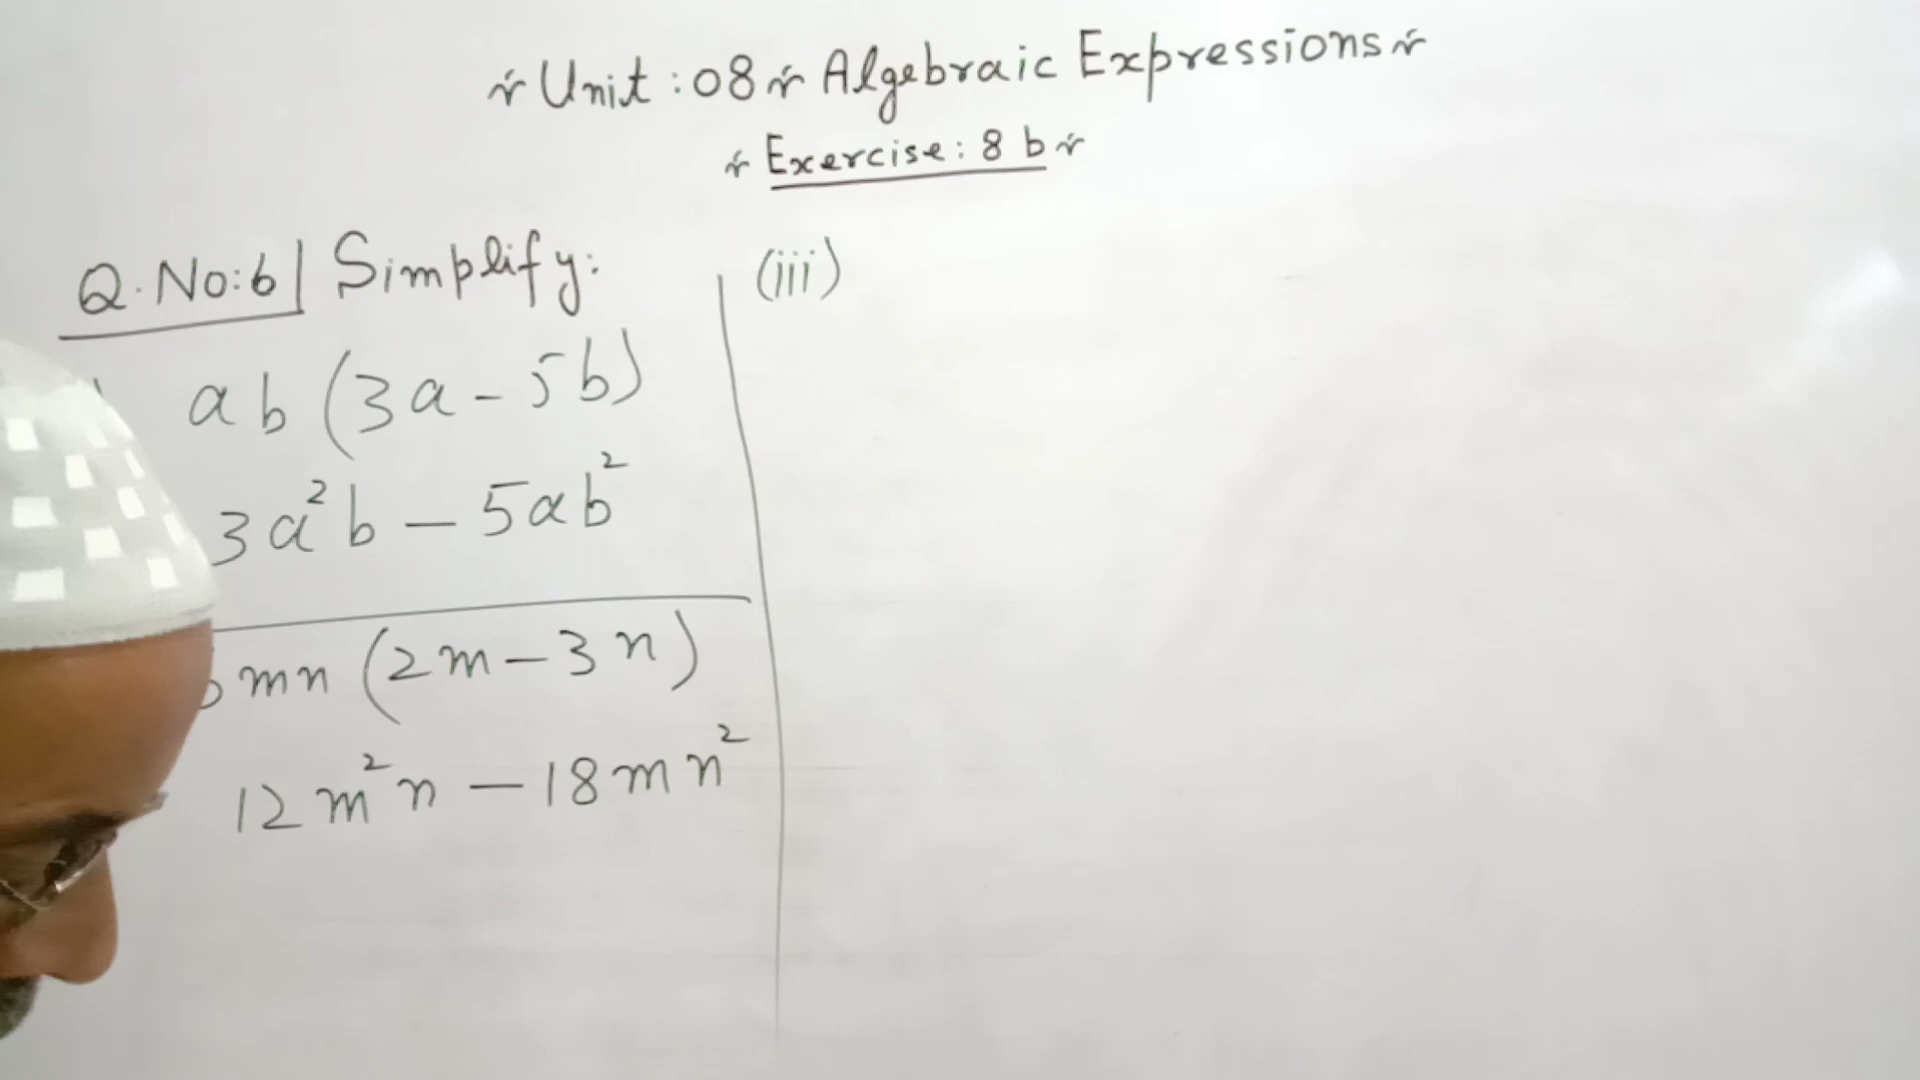 Unit : 08 Algebraic Expressions
Exercise : 8 b
Q. No: 6 Simplify:
ab (3a - 5b)
3a²b - 5ab²
mn (2m - 3n)
12m²n - 18mn²
(iii)